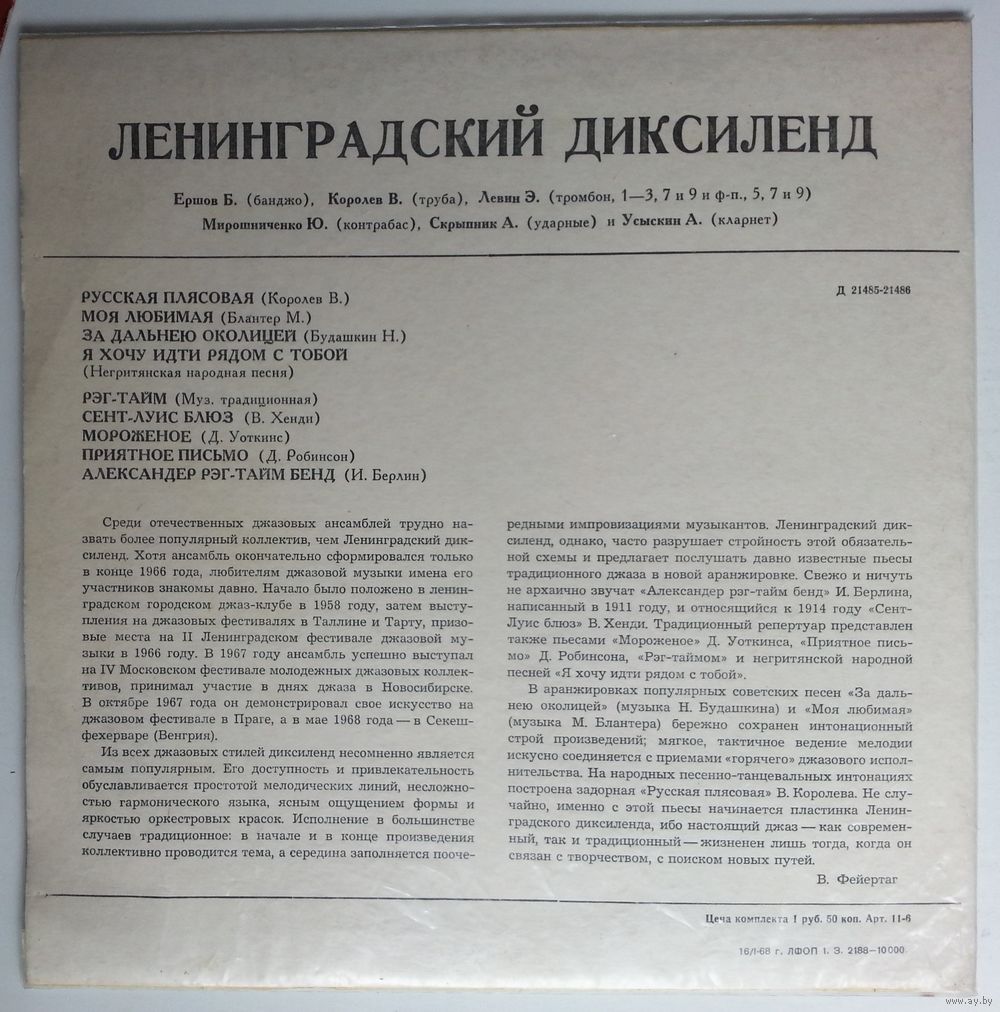 ЛЕНИНГРАДСКИЙ ДИКСИЛЕНД
Ершов Б. (банджо), Королев В. (труба), Левин Э. (тромбон, 1—3, 7 и 9 и ф-п., 5, 7 и 9)
Мирошниченко Ю. (контрабас), Скрыпник А. (ударные) и Усыскин А. (кларнет)
Д 21485-21486
РУССКАЯ ПЛЯСОВАЯ (Королев В.)
МОЯ ЛЮБИМАЯ (Блантер М.)
ЗА ДАЛЬНЕЮ ОКОЛИЦЕЙ (Будашкин Н.)
Я ХОЧУ ИДТИ РЯДОМ С ТОБОЙ
(Негритянская народная песня)
РЭГ-ТАЙМ (Муз. традиционная)
СЕНТ-ЛУИС БЛЮЗ (В. Хенди)
МОРОЖЕНОЕ (Д. Уоткинс)
ПРИЯТНОЕ ПИСЬМО (Д. Робинсон)
АЛЕКСАНДЕР РЭГ-ТАЙМ БЕНД (И. Берлин)
Среди отечественных джазовых ансамблей трудно на-
звать более популярный коллектив, чем Ленинградский дик-
силенд. Хотя ансамбль окончательно сформировался только
в конце 1966 года, любителям джазовой музыки имена его
участников знакомы давно. Начало было положено в ленин-
градском городском джаз-клубе в 1958 году, затем высту-
пления на джазовых фестивалях в Таллине и Тарту, призо-
вые места на II Ленинградском фестивале джазовой му-
зыки в 1966 году. В 1967 году ансамбль успешно выступал
на IV Московском фестивале молодежных джазовых коллек-
тивов, принимал участие в днях джаза в Новосибирске.
В октябре 1967 года он демонстрировал свое искусство на
джазовом фестивале в Праге, а в мае 1968 года — в Секеш-
фехерваре (Венгрия).
Из всех джазовых стилей диксиленд несомненно является
самым популярным. Его доступность и привлекательность
обуславливается простотой мелодических линий, несложно-
стью гармонического языка, ясным ощущением формы и
яркостью оркестровых красок. Исполнение в большинстве
случаев традиционное: в начале и в конце произведения
коллективно проводится тема, а середина заполняется пооче-
редными импровизациями музыкантов. Ленинградский дик-
силенд, однако, часто разрушает стройность этой обязатель-
ной схемы и предлагает послушать давно известные пьесы
традиционного джаза в новой аранжировке. Свежо и ничуть
не архаично звучат «Александер рэг-тайм бенд» И. Берлина,
написанный в 1911 году, и относящийся к 1914 году «Сент-
Луис блюз» В. Хенди. Традиционный репертуар представлен
также пьесами «Мороженое» Д. Уоткинса, «Приятное пись-
мо» Д. Робинсона, «Рэг-таймом» и негритянской народной
песней «Я хочу идти рядом с тобой».
В аранжировках популярных советских песен «За даль-
нею околицей» (музыка Н. Будашкина) и «Моя любимая»
(музыка М. Блантера) бережно сохранен интонационный
строй произведений; мягкое, тактичное ведение мелодии
искусно соединяется с приемами «горячего» джазового испол-
нительства. На народных песенно-танцевальных интонациях
построена задорная «Русская плясовая» В. Королева. Не слу-
чайно, именно с этой пьесы начинается пластинка Ленин-
градского диксиленда, ибо настоящий джаз — как современ-
ный, так и традиционный — жизненен лишь тогда, когда он
связан с творчеством, с поиском новых путей.
В. Фейертаг
Цена комплекта 1 руб. 50 коп. Арт. 11-6
16/I-68 г. ЛФОП 1. З. 2188—10000
www.ay.by